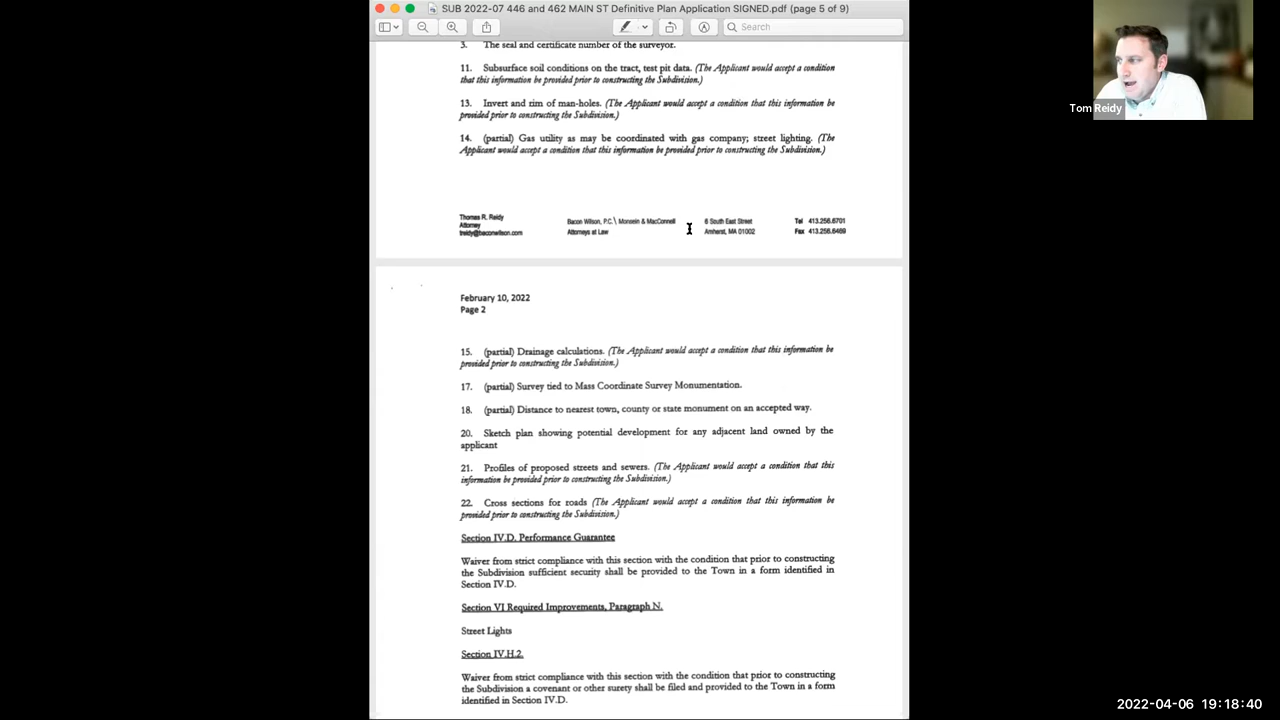 SUB 2022-07 446 and 462 MAIN ST Definitive Plan Application SIGNED.pdf (page 5 of 9)
Search
3. The seal and certificate number of the surveyor.
11. Subsurface soil conditions on the tract, test pit data. (The Applicant would accept a condition
that this information be provided prior to constructing the Subdivision.)
13. Invert and rim of man-holes. (The Applicant would accept a condition that this information be
provided prior to constructing the Subdivision.)
14. (partial) Gas utility as may be coordinated with gas company; street lighting. (The
Applicant would accept a condition that this information be provided prior to constructing the Subdivision.)
Thomas R. Reidy
Attorney
treidy@baconwilson.com
Bacon Wilson, P.C.\ Monsein & MacConnell
Attorneys at Law
6 South East Street
Amherst, MA 01002
Tel 413.256.6701
Fax 413.256.6469
February 10, 2022
Page 2
15. (partial) Drainage calculations. (The Applicant would accept a condition that this information be
provided prior to constructing the Subdivision.)
17. (partial) Survey tied to Mass Coordinate Survey Monumentation.
18. (partial) Distance to nearest town, county or state monument on an accepted way.
20. Sketch plan showing potential development for any adjacent land owned by the
applicant
21. Profiles of proposed streets and sewers. (The Applicant would accept a condition that this
information be provided prior to constructing the Subdivision.)
22. Cross sections for roads (The Applicant would accept a condition that this information be
provided prior to constructing the Subdivision.)
Section IV.D. Performance Guarantee
Waiver from strict compliance with this section with the condition that prior to constructing
the Subdivision sufficient security shall be provided to the Town in a form identified in
Section IV.D.
Section VI Required Improvements, Paragraph N.
Street Lights
Section IV.H.2.
Waiver from strict compliance with this section with the condition that prior to constructing
the Subdivision a covenant or other surety shall be filed and provided to the Town in a form
identified in Section IV.D.
Tom Reidy
2022-04-06 19:18:40